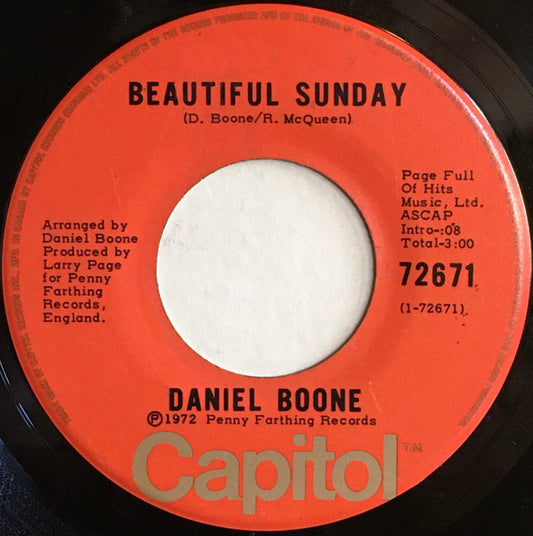 BEAUTIFUL SUNDAY
(D. Boone/R. McQueen)
Page Full
Of Hits
Music, Ltd.
ASCAP
Intro-:08
Total-3:00
72671
(1-72671)
Arranged by
Daniel Boone
Produced by
Larry Page
for Penny
Farthing
Records,
England.
DANIEL BOONE
Ⓟ1972 Penny Farthing Records
Capitol
T.M.